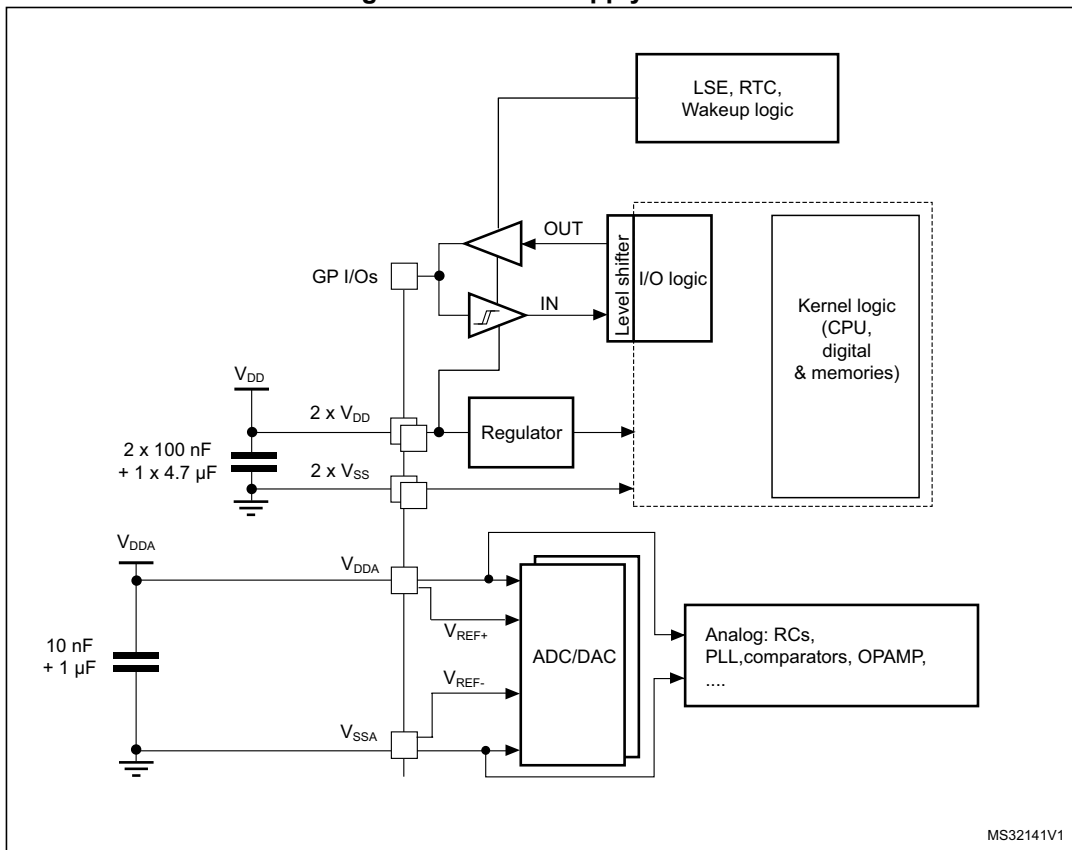 LSE, RTC,
Wakeup logic
OUT
GP I/Os
IN
Level shifter
I/O logic
Kernel logic
(CPU,
digital
& memories)
VDD
2 x VDD
Regulator
2 x 100 nF
+ 1 x 4.7 µF
2 x VSS
VDDA
VDDA
10 nF
+ 1 µF
VREF+
ADC/DAC
VREF-
VSSA
Analog: RCs,
PLL,comparators, OPAMP,
....
MS32141V1